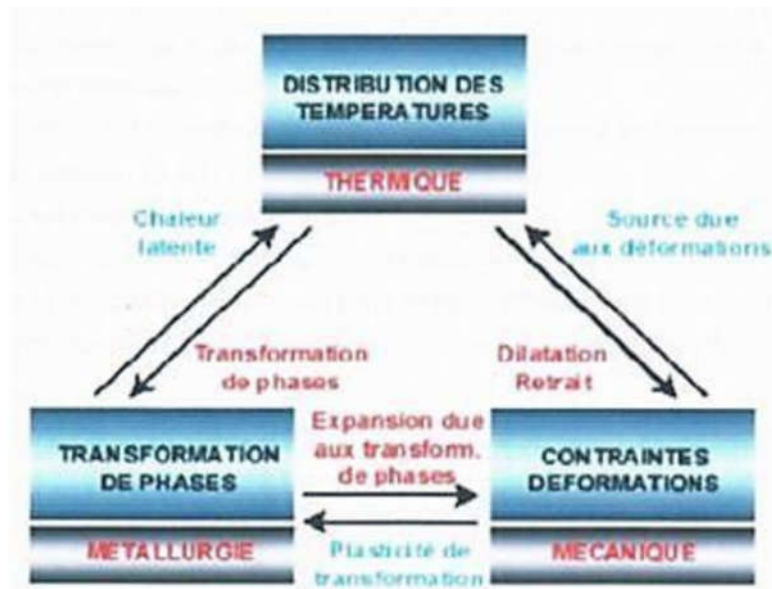 DISTRIBUTION DES
TEMPERATURES
THERMIQUE
Chaleur
latente
Source due
aux déformations
Transformation
de phases
Dilatation
Retrait
TRANSFORMATION
DE PHASES
METALLURGIE
Expansion due
aux transform.
de phases
Plasticité de
transformation
CONTRAINTES
DEFORMATIONS
MECANIQUE